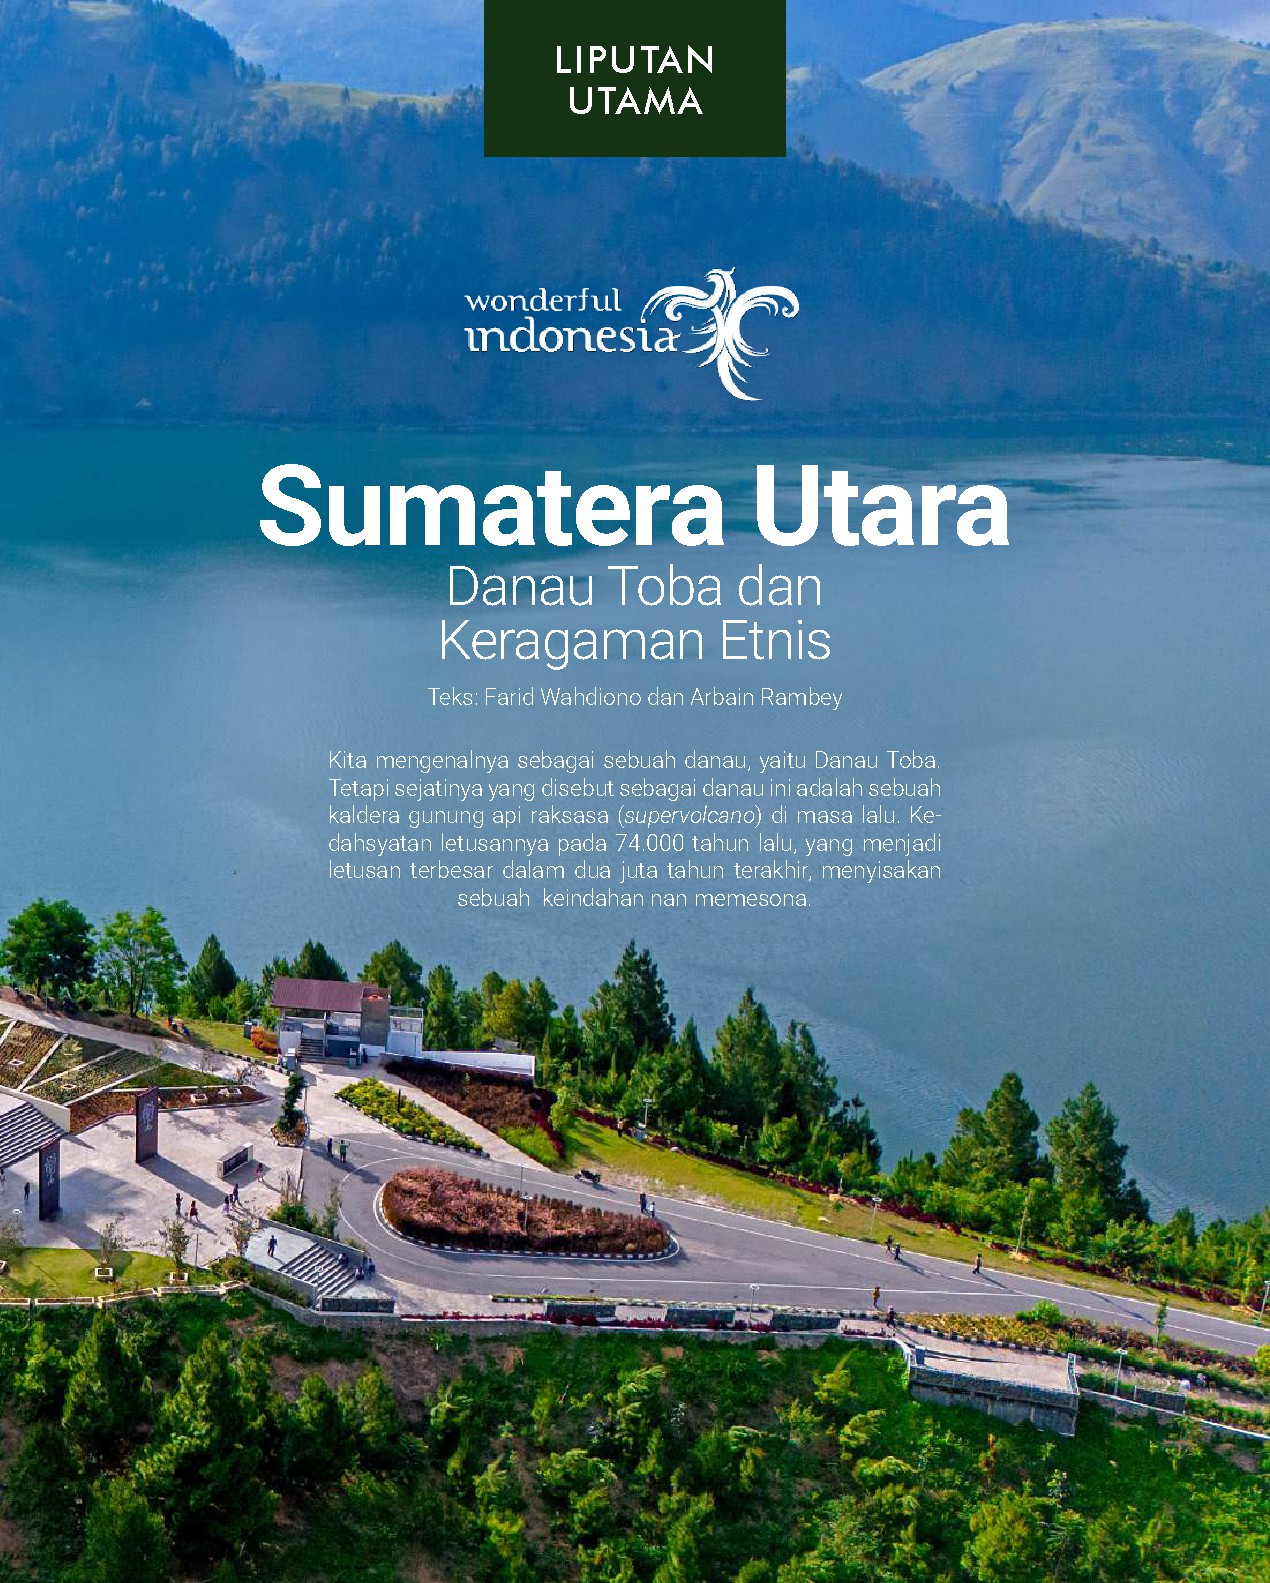 LIPUTAN
UTAMA
wonderful
indonesia
Sumatera Utara
Danau Toba dan
Keragaman Etnis
Teks: Farid Wahdiono dan Arbain Rambey
Kita mengenalnya sebagai sebuah danau, yaitu Danau Toba.
Tetapi sejatinya yang disebut sebagai danau ini adalah sebuah
kaldera gunung api raksasa (supervolcano) di masa lalu. Ke-
dahsyatan letusannya pada 74.000 tahun lalu, yang menjadi
letusan terbesar dalam dua juta tahun terakhir, menyisakan
sebuah keindahan nan memesona.